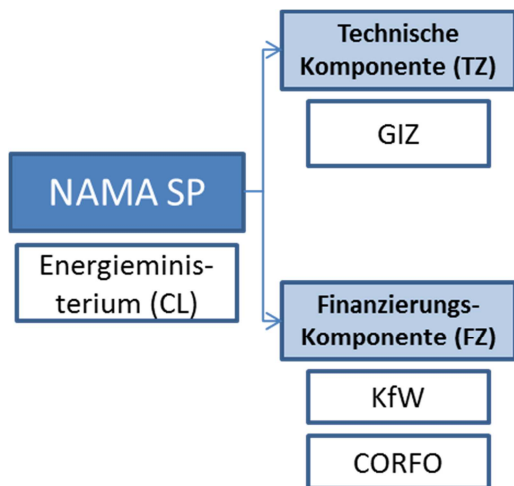 NAMA SP
Energieminis-
terium (CL)
Technische
Komponente (TZ)
GIZ
Finanzierungs-
Komponente (FZ)
KfW
CORFO